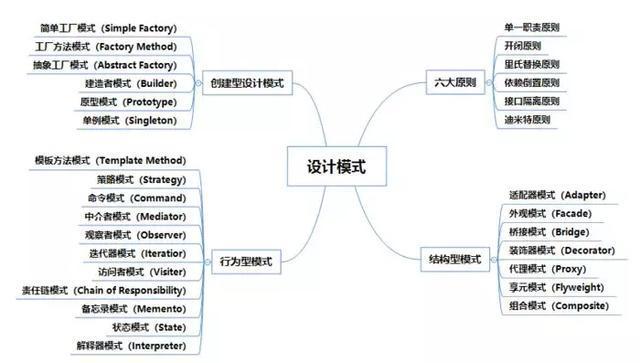 设计模式
创建型设计模式
简单工厂模式（Simple Factory）
工厂方法模式（Factory Method）
抽象工厂模式（Abstract Factory）
建造者模式（Builder）
原型模式（Prototype）
单例模式（Singleton）
行为型模式
模板方法模式（Template Method）
策略模式（Strategy）
命令模式（Command）
中介者模式（Mediator）
观察者模式（Observer）
迭代器模式（Iteratior）
访问者模式（Visiter）
责任链模式（Chain of Responsibility）
备忘录模式（Memento）
状态模式（State）
解释器模式（Interpreter）
六大原则
单一职责原则
开闭原则
里氏替换原则
依赖倒置原则
接口隔离原则
迪米特原则
结构型模式
适配器模式（Adapter）
外观模式（Facade）
桥接模式（Bridge）
装饰器模式（Decorator）
代理模式（Proxy）
享元模式（Flyweight）
组合模式（Composite）